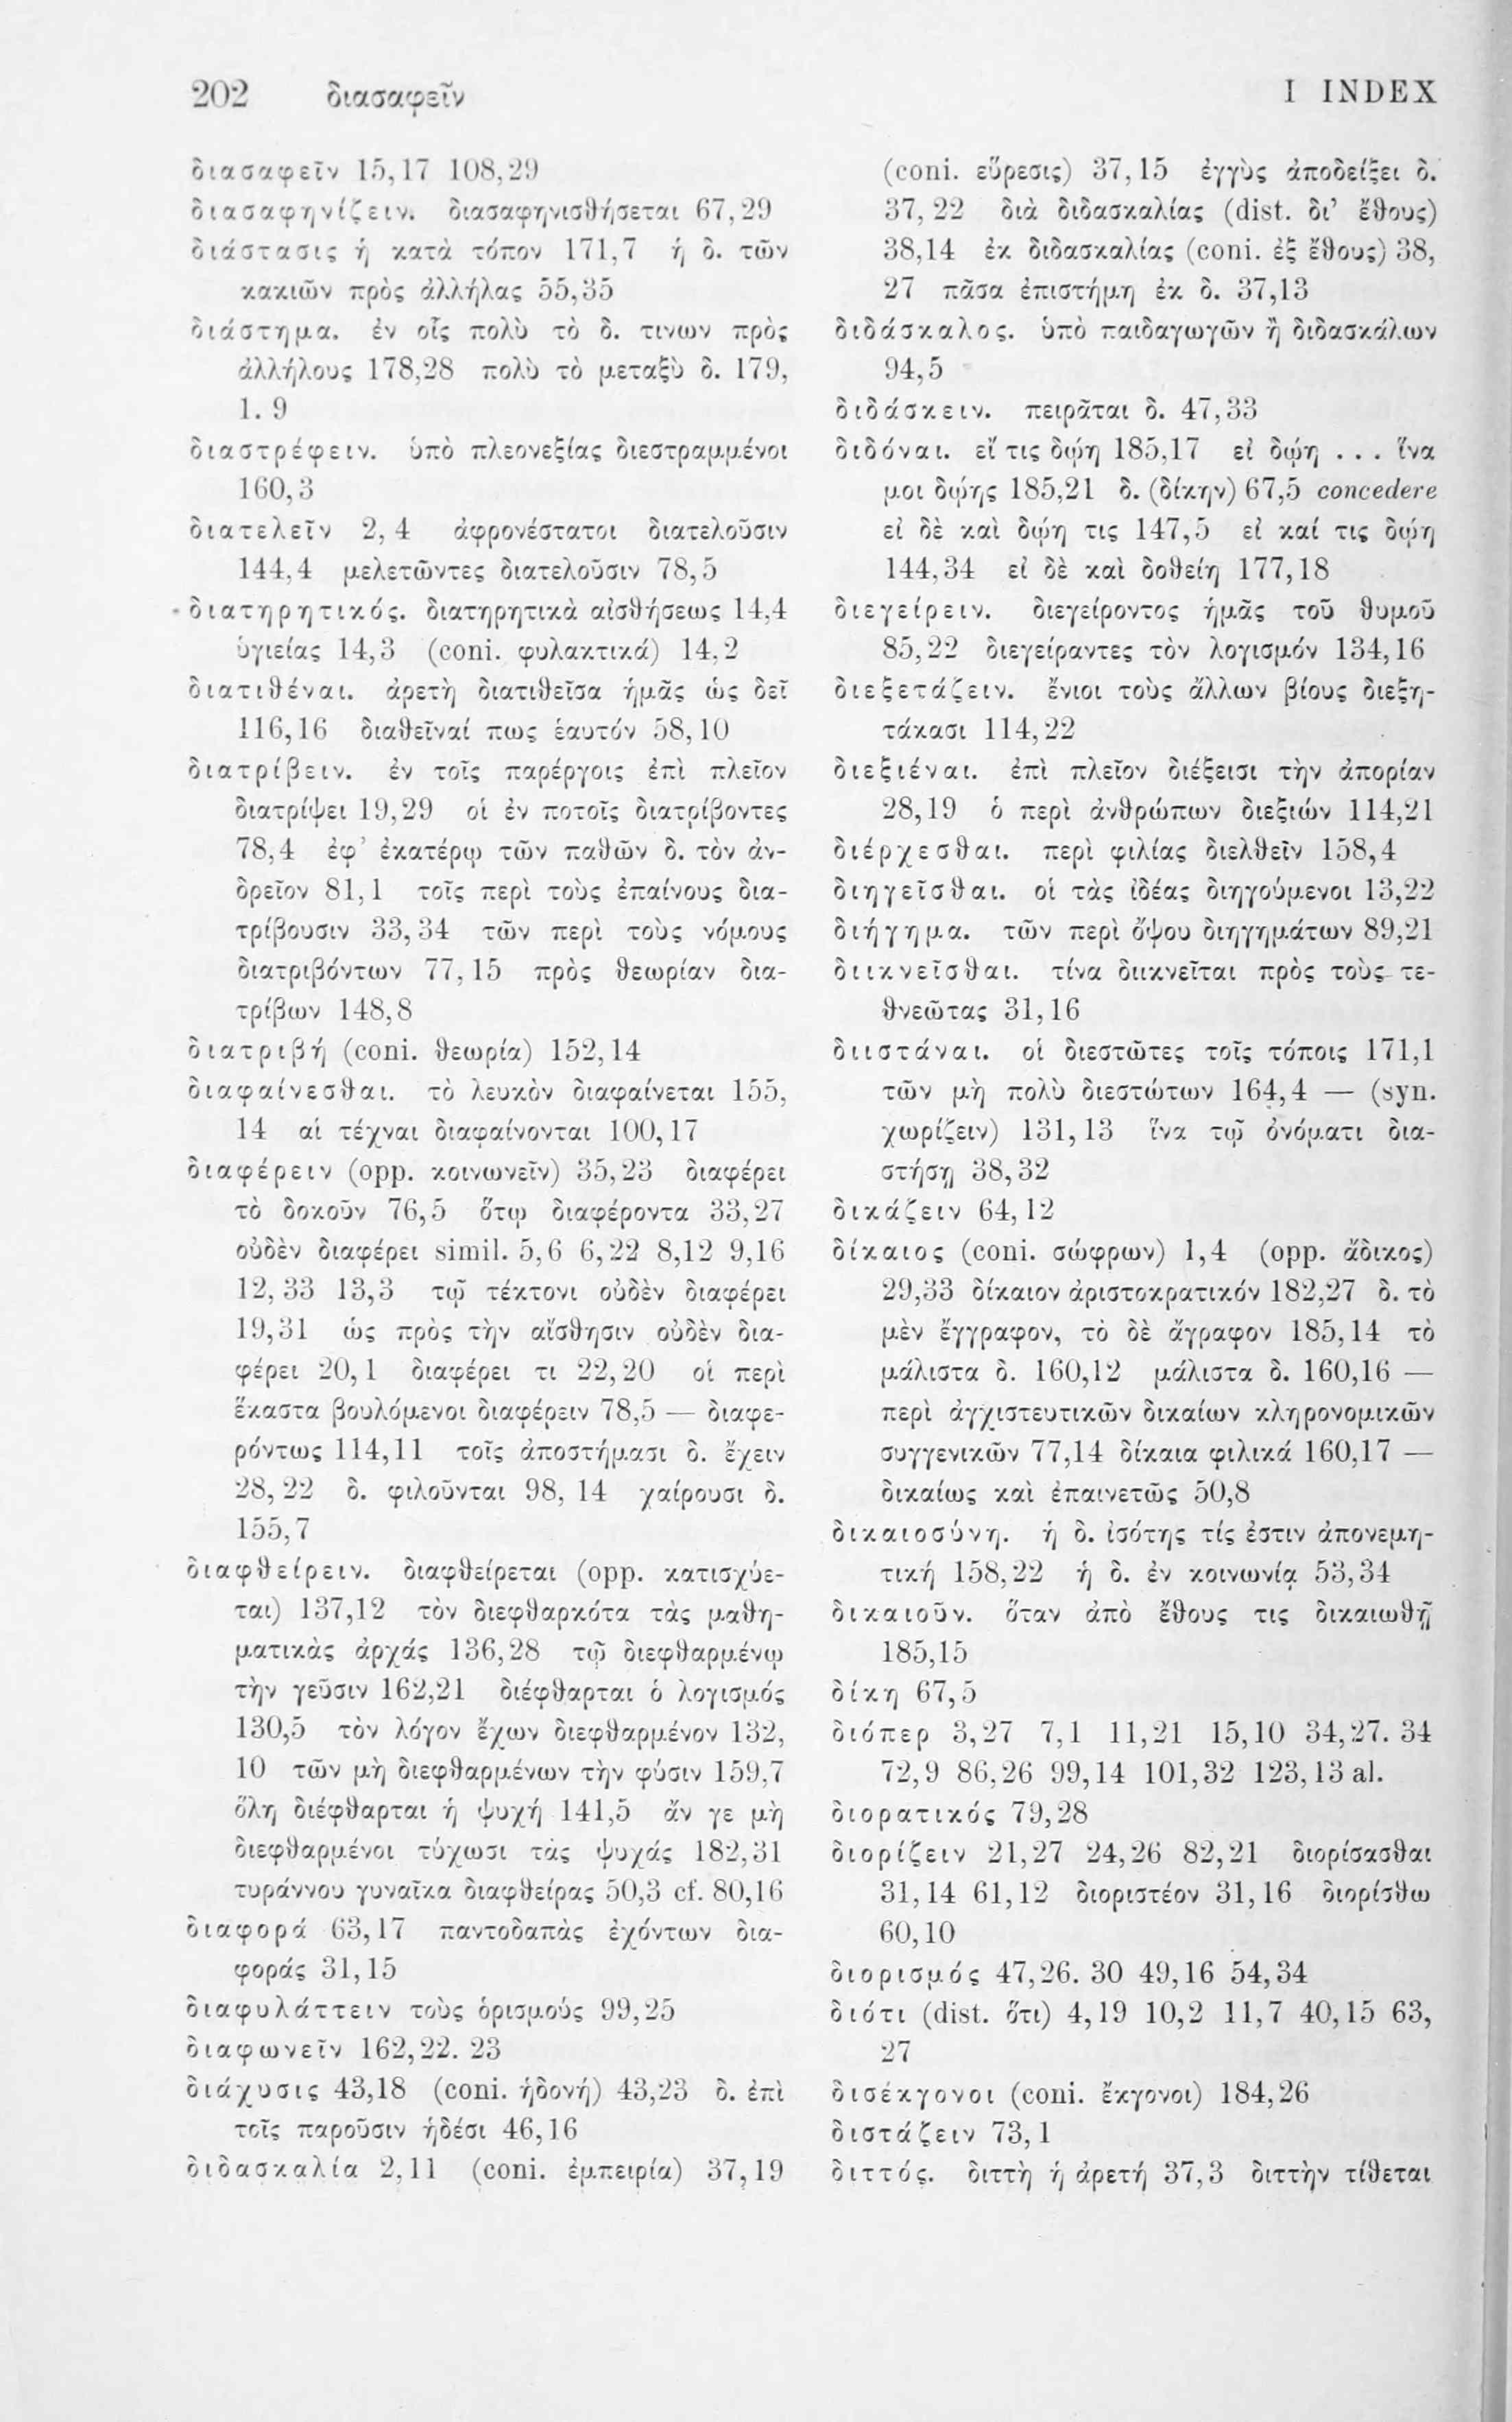 202 διασαφεῖν I INDEX
διασαφεῖν 15,17 108,29
διασαφηνίζειν. διασαφηνισθήσεται 67,29
διάστασις ἡ κατὰ τόπον 171,7 ἡ δ. τῶν
κακιῶν πρὸς ἀλλήλας 55,35
διάστημα. ἐν οἷς πολὺ τὸ δ. τινων πρὸς
ἀλλήλους 178,28 πολὺ τὸ μεταξὺ δ. 179,
1. 9
διαστρέφειν. ὑπὸ πλεονεξίας διεστραμμένοι
160,3
διατελεῖν 2,4 ἀφρονέστατοι διατελοῦσιν
144,4 μελετῶντες διατελοῦσιν 78,5
διατηρητικός. διατηρητικὰ αἰσθήσεως 14,4
ὑγιείας 14,3 (coni. φυλακτικά) 14,2
διατιθέναι. ἀρετὴ διατιθεῖσα ἡμᾶς ὡς δεῖ
116,16 διαθεῖναί πως ἑαυτόν 58,10
διατρίβειν. ἐν τοῖς παρέργοις ἐπὶ πλεῖον
διατρίψει 19,29 οἱ ἐν ποτοῖς διατρίβοντες
78,4 ἐφ’ ἑκατέρῳ τῶν παθῶν δ. τὸν ἀν-
δρεῖον 81,1 τοῖς περὶ τοὺς ἐπαίνους δια-
τρίβουσιν 33,34 τῶν περὶ τοὺς νόμους
διατριβόντων 77,15 πρὸς θεωρίαν δια-
τρίβων 148,8
διατριβή (coni. θεωρία) 152,14
διαφαίνεσθαι. τὸ λευκὸν διαφαίνεται 155,
14 αἱ τέχναι διαφαίνονται 100,17
διαφέρειν (opp. κοινωνεῖν) 35,23 διαφέρει
τὸ δοκοῦν 76,5 ὅτῳ διαφέροντα 33,27
οὐδὲν διαφέρει simil. 5,6 6,22 8,12 9,16
12,33 13,3 τῷ τέκτονι οὐδὲν διαφέρει
19,31 ὡς πρὸς τὴν αἴσθησιν οὐδὲν δια-
φέρει 20,1 διαφέρει τι 22,20 οἱ περὶ
ἕκαστα βουλόμενοι διαφέρειν 78,5 — διαφε-
ρόντως 114,11 τοῖς ἀποστήμασι δ. ἔχειν
28,22 δ. φιλοῦνται 98,14 χαίρουσι δ.
155,7
διαφθείρειν. διαφθείρεται (opp. κατισχύε-
ται) 137,12 τὸν διεφθαρκότα τὰς μαθη-
ματικὰς ἀρχάς 136,28 τῷ διεφθαρμένῳ
τὴν γεῦσιν 162,21 διέφθαρται ὁ λογισμός
130,5 τὸν λόγον ἔχων διεφθαρμένον 132,
10 τῶν μὴ διεφθαρμένων τὴν φύσιν 159,7
ὅλη διέφθαρται ἡ ψυχή 141,5 ἄν γε μὴ
διεφθαρμένοι τύχωσι τὰς ψυχάς 182,31
τυράννου γυναῖκα διαφθείρας 50,3 cf. 80,16
διαφορά 63,17 παντοδαπὰς ἐχόντων δια-
φοράς 31,15
διαφυλάττειν τοὺς ὁρισμούς 99,25
διαφωνεῖν 162,22. 23
διάχυσις 43,18 (coni. ἡδονή) 43,23 δ. ἐπὶ
τοῖς παροῦσιν ἡδέσι 46,16
διδασκαλία 2,11 (coni. ἐμπειρία) 37,19
(coni. εὕρεσις) 37,15 ἐγγὺς ἀποδείξει δ.
37,22 διὰ διδασκαλίας (dist. δι’ ἔθους)
38,14 ἐκ διδασκαλίας (coni. ἐξ ἔθους) 38,
27 πᾶσα ἐπιστήμη ἐκ δ. 37,13
διδάσκαλος. ὑπὸ παιδαγωγῶν ἢ διδασκάλων
94,5
διδάσκειν. πειρᾶται δ. 47,33
διδόναι. εἴ τις δῴη 185,17 εἰ δῴη . . . ἵνα
μοι δῴης 185,21 δ. (δίκην) 67,5 concedere
εἰ δὲ καὶ δῴη τις 147,5 εἰ καί τις δῴη
144,34 εἰ δὲ καὶ δοθείη 177,18
διεγείρειν. διεγείροντος ἡμᾶς τοῦ θυμοῦ
85,22 διεγείραντες τὸν λογισμόν 134,16
διεξετάζειν. ἔνιοι τοὺς ἄλλων βίους διεξη-
τάκασι 114,22
διεξιέναι. ἐπὶ πλεῖον διέξεισι τὴν ἀπορίαν
28,19 ὁ περὶ ἀνθρώπων διεξιών 114,21
διέρχεσθαι. περὶ φιλίας διελθεῖν 158,4
διηγεῖσθαι. οἱ τὰς ἰδέας διηγούμενοι 13,22
διήγημα. τῶν περὶ ὄψου διηγημάτων 89,21
διικνεῖσθαι. τίνα διικνεῖται πρὸς τοὺς τε-
θνεῶτας 31,16
διιστάναι. οἱ διεστῶτες τοῖς τόποις 171,1
τῶν μὴ πολὺ διεστώτων 164,4 — (syn.
χωρίζειν) 131,13 ἵνα τῷ ὀνόματι δια-
στήσῃ 38,32
δικάζειν 64,12
δίκαιος (coni. σώφρων) 1,4 (opp. ἄδικος)
29,33 δίκαιον ἀριστοκρατικόν 182,27 δ. τὸ
μὲν ἔγγραφον, τὸ δὲ ἄγραφον 185,14 τὸ
μάλιστα δ. 160,12 μάλιστα δ. 160,16 —
περὶ ἀγχιστευτικῶν δικαίων κληρονομικῶν
συγγενικῶν 77,14 δίκαια φιλικά 160,17 —
δικαίως καὶ ἐπαινετῶς 50,8
δικαιοσύνη. ἡ δ. ἰσότης τίς ἐστιν ἀπονεμη-
τική 158,22 ἡ δ. ἐν κοινωνίᾳ 53,34
δικαιοῦν. ὅταν ἀπὸ ἔθους τις δικαιωθῇ
185,15
δίκη 67,5
διόπερ 3,27 7,1 11,21 15,10 34,27. 34
72,9 86,26 99,14 101,32 123,13 al.
διορατικός 79,28
διορίζειν 21,27 24,26 82,21 διορίσασθαι
31,14 61,12 διοριστέον 31,16 διορίσθω
60,10
διορισμός 47,26. 30 49,16 54,34
διότι (dist. ὅτι) 4,19 10,2 11,7 40,15 63,
27
δισέκγονοι (coni. ἔκγονοι) 184,26
διστάζειν 73,1
διττός. διττὴ ἡ ἀρετή 37,3 διττὴν τίθεται